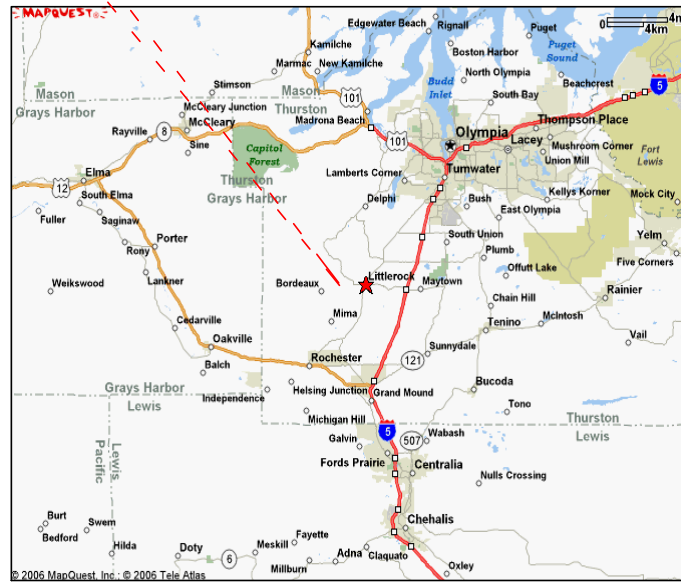 MAPQUEST
Edgewater Beach
Rignall
Puget
4mi
0
4km
Kamilche
Boston Harbor
Puget
Sound
Marmac
New Kamilche
Budd
Inlet
North Olympia
Beachcrest
5
Stimson
Mason
Grays Harbor
Mason
Thurston
101
South Bay
McCleary Junction
Madrona Beach
8
McCleary
Rayville
101
Olympia
Thompson Place
Sine
Capitol
Forest
Lacey
Mushroom Corner
Fort
Lewis
Union Mill
Elma
Lamberts Corner
Tumwater
12
Thurston
Grays Harbor
Kellys Korner
Mock City
South Elma
Delphi
Bush
East Olympia
Fuller
Saginaw
Yelm
Porter
South Union
Rony
Plumb
Five Corners
Lankner
Littlerock
Offutt Lake
Weikswood
Bordeaux
Maytown
Rainier
Chain Hill
Mima
Cedarville
Tenino
McIntosh
Oakville
Sunnydale
Vail
Rochester
121
Balch
Grays Harbor
Lewis
Independence
Helsing Junction
Grand Mound
Bucoda
Michigan Hill
Tono
Thurston
Lewis
5
Galvin
507
Wabash
Lewis
Pacific
Fords Prairie
Centralia
Nulls Crossing
Burt
Bedford
Swem
Chehalis
Hilda
Doty
6
Meskill
Fayette
Millburn
Adna
Claquato
Oxley
© 2006 MapQuest, Inc.; © 2006 Tele Atlas